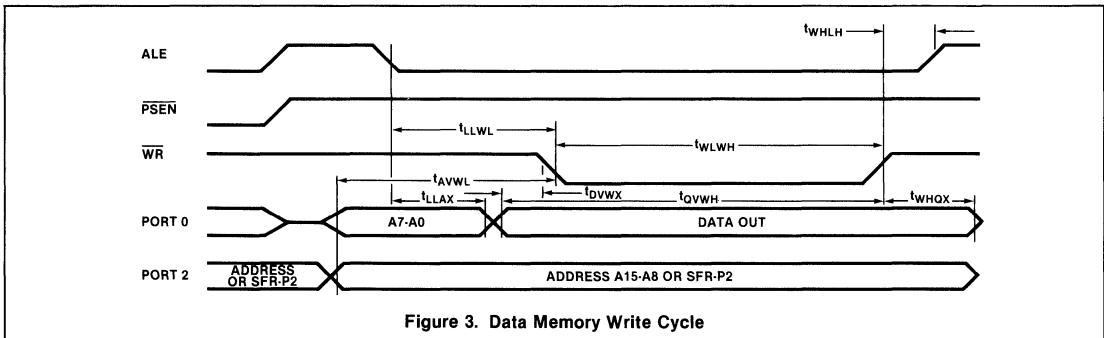 tWHLH
ALE
PSEN
tLLWL
tWLWH
WR
tAVWL
tLLAX
tDVWX
tQVWH
tWHQX
PORT 0
A7-A0
DATA OUT
PORT 2
ADDRESS
OR SFR-P2
ADDRESS A15-A8 OR SFR-P2
Figure 3. Data Memory Write Cycle